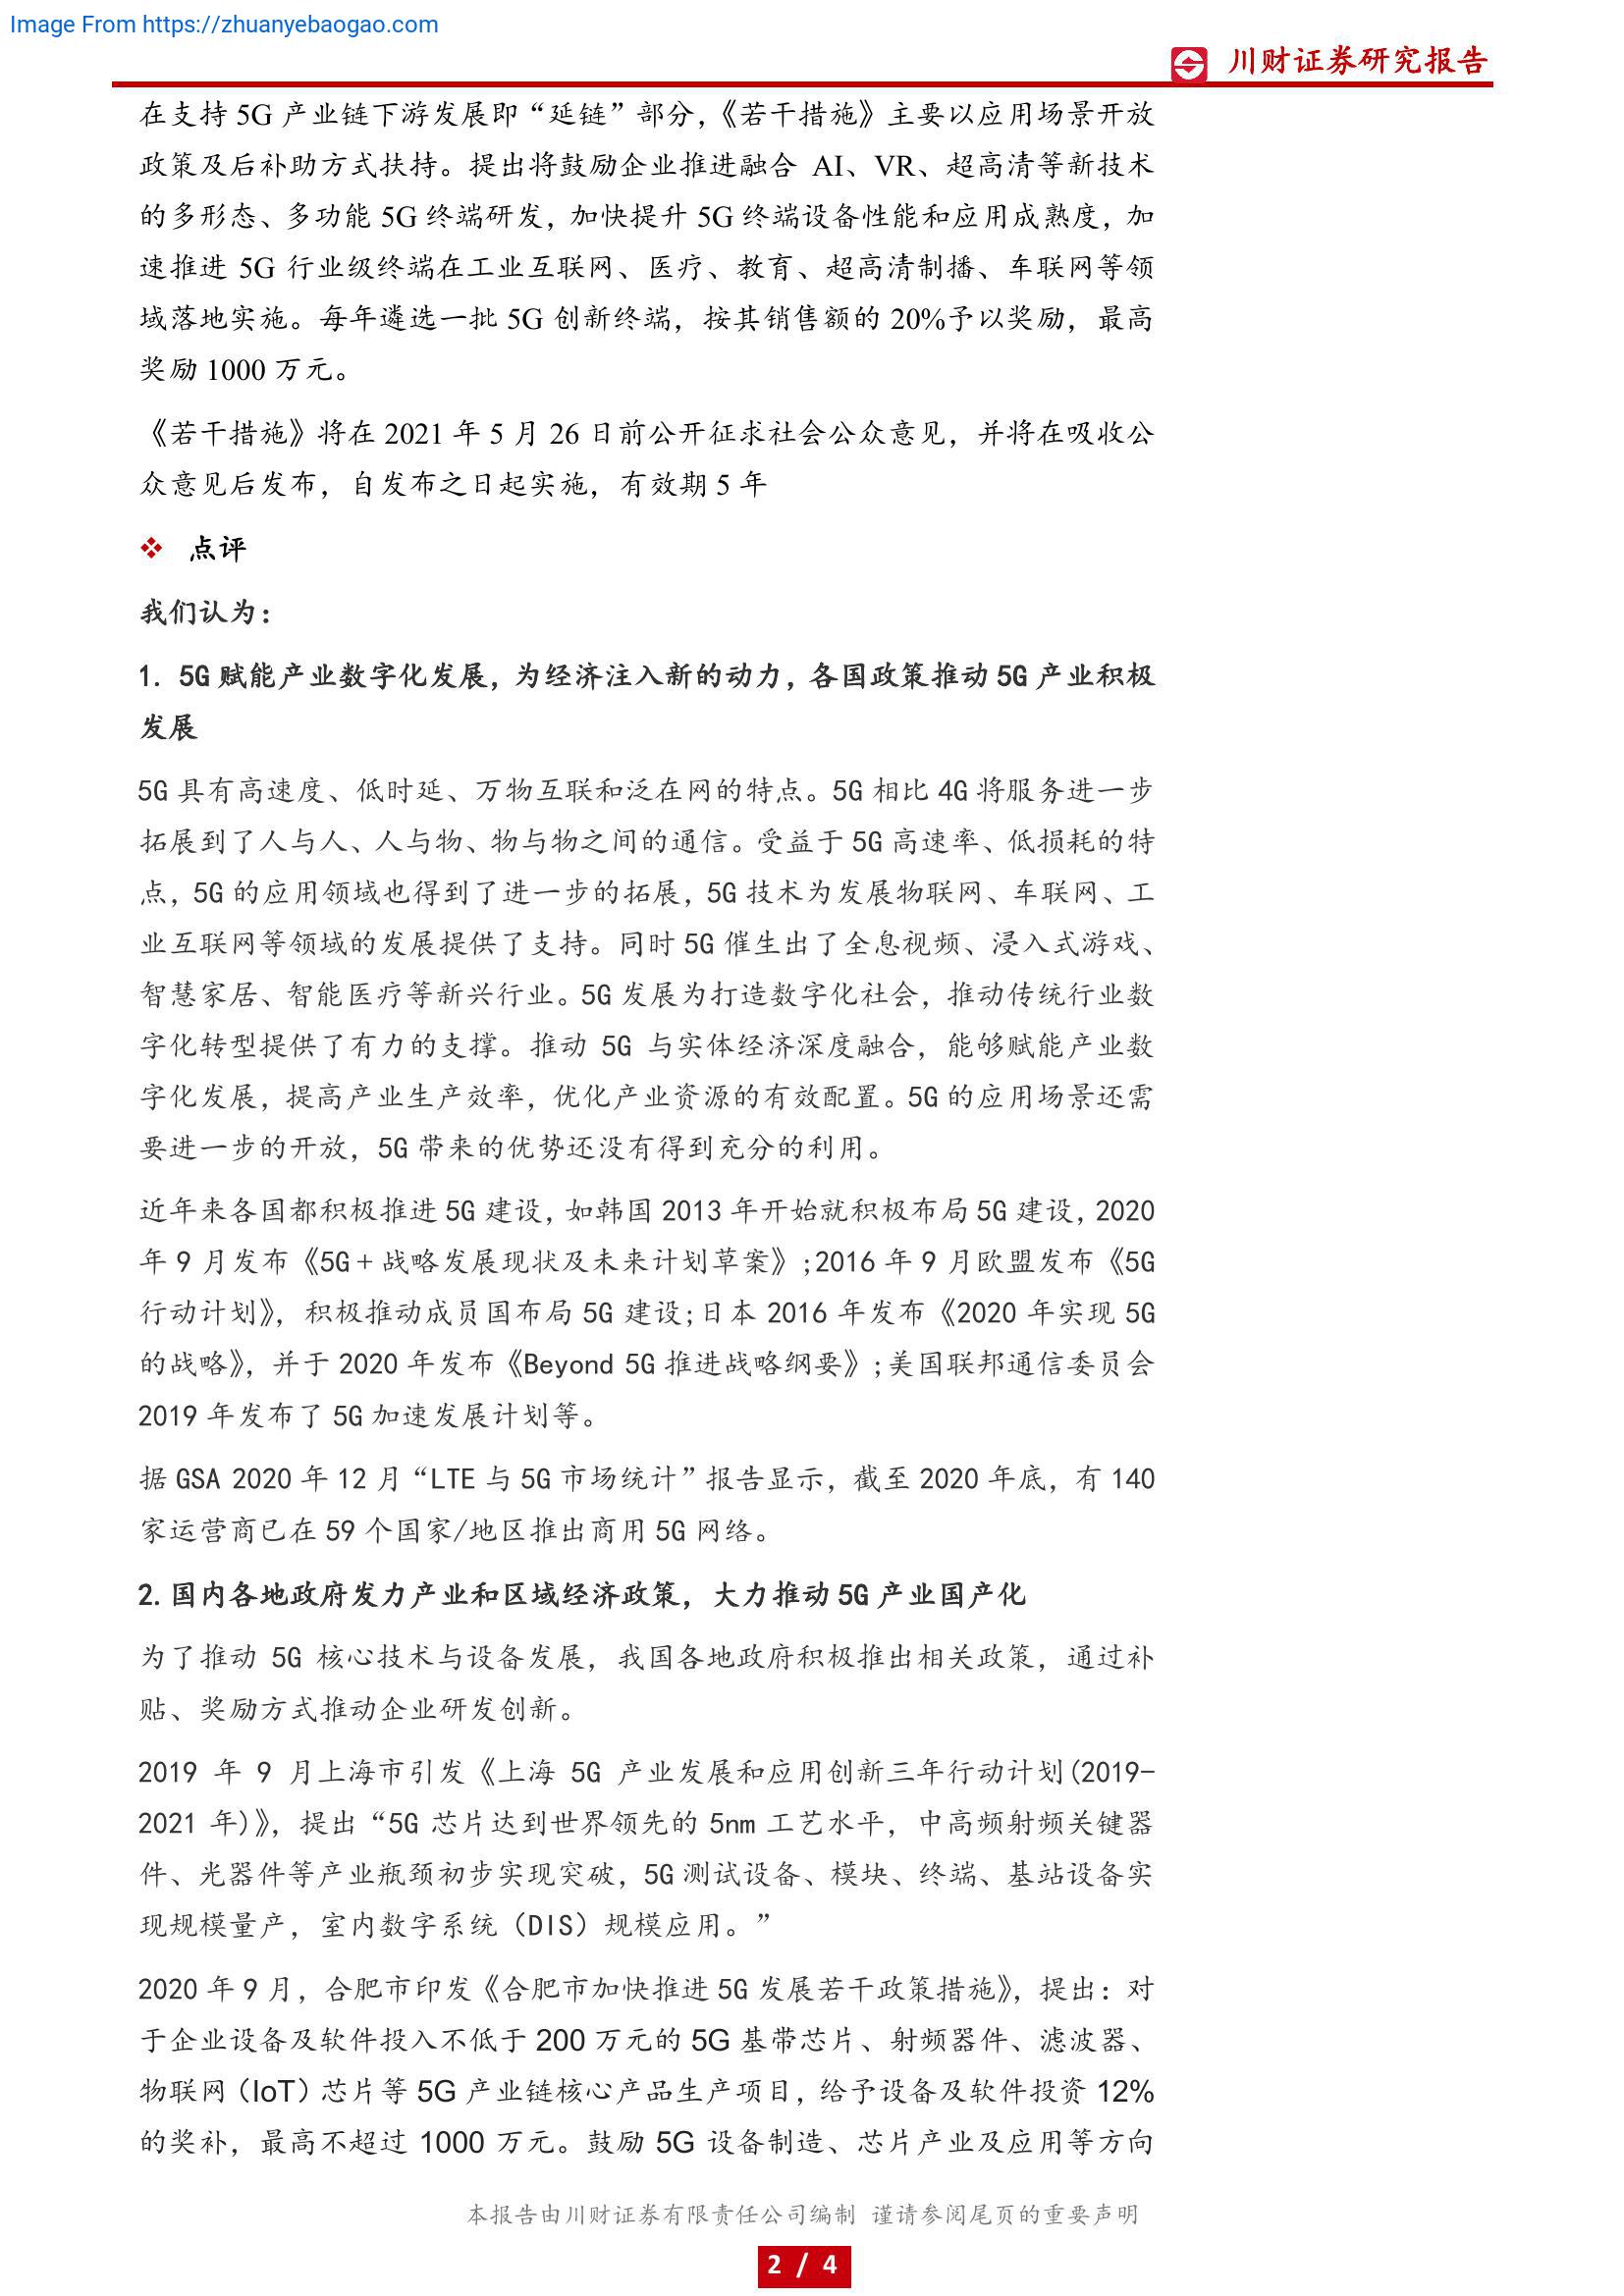 Image From https://zhuanyebaogao.com
川财证券研究报告
在支持 5G 产业链下游发展即“延链”部分，《若干措施》主要以应用场景开放
政策及后补助方式扶持。提出将鼓励企业推进融合 AI、VR、超高清等新技术
的多形态、多功能 5G 终端研发，加快提升 5G 终端设备性能和应用成熟度，加
速推进 5G 行业级终端在工业互联网、医疗、教育、超高清制播、车联网等领
域落地实施。每年遴选一批 5G 创新终端，按其销售额的 20%予以奖励，最高
奖励 1000 万元。
《若干措施》将在 2021 年 5 月 26 日前公开征求社会公众意见，并将在吸收公
众意见后发布，自发布之日起实施，有效期 5 年
❖ 点评
我们认为：
1. 5G 赋能产业数字化发展，为经济注入新的动力，各国政策推动 5G 产业积极
发展
5G 具有高速度、低时延、万物互联和泛在网的特点。5G 相比 4G 将服务进一步
拓展到了人与人、人与物、物与物之间的通信。受益于 5G 高速率、低损耗的特
点，5G 的应用领域也得到了进一步的拓展，5G 技术为发展物联网、车联网、工
业互联网等领域的发展提供了支持。同时 5G 催生出了全息视频、浸入式游戏、
智慧家居、智能医疗等新兴行业。5G 发展为打造数字化社会，推动传统行业数
字化转型提供了有力的支撑。推动 5G 与实体经济深度融合，能够赋能产业数
字化发展，提高产业生产效率，优化产业资源的有效配置。5G 的应用场景还需
要进一步的开放，5G 带来的优势还没有得到充分的利用。
近年来各国都积极推进 5G 建设，如韩国 2013 年开始就积极布局 5G 建设，2020
年 9 月发布《5G＋战略发展现状及未来计划草案》;2016 年 9 月欧盟发布《5G
行动计划》，积极推动成员国布局 5G 建设;日本 2016 年发布《2020 年实现 5G
的战略》，并于 2020 年发布《Beyond 5G 推进战略纲要》;美国联邦通信委员会
2019 年发布了 5G 加速发展计划等。
据 GSA 2020 年 12 月“LTE 与 5G 市场统计”报告显示，截至 2020 年底，有 140
家运营商已在 59 个国家/地区推出商用 5G 网络。
2. 国内各地政府发力产业和区域经济政策，大力推动 5G 产业国产化
为了推动 5G 核心技术与设备发展，我国各地政府积极推出相关政策，通过补
贴、奖励方式推动企业研发创新。
2019 年 9 月上海市引发《上海 5G 产业发展和应用创新三年行动计划(2019-
2021 年)》，提出“5G 芯片达到世界领先的 5nm 工艺水平，中高频射频关键器
件、光器件等产业瓶颈初步实现突破，5G 测试设备、模块、终端、基站设备实
现规模量产，室内数字系统（DIS）规模应用。”
2020 年 9 月，合肥市印发《合肥市加快推进 5G 发展若干政策措施》，提出：对
于企业设备及软件投入不低于 200 万元的 5G 基带芯片、射频器件、滤波器、
物联网（IoT）芯片等 5G 产业链核心产品生产项目，给予设备及软件投资 12%
的奖补，最高不超过 1000 万元。鼓励 5G 设备制造、芯片产业及应用等方向
本报告由川财证券有限责任公司编制 谨请参阅尾页的重要声明
2 / 4